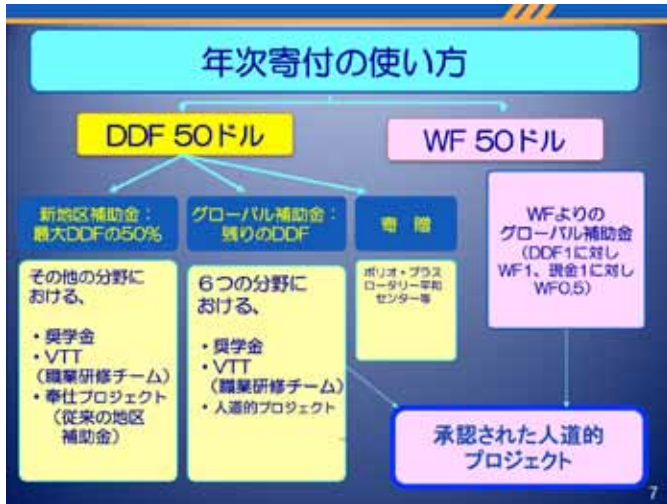 年次寄付の使い方
DDF 50ドル
WF 50ドル
新地区補助金：
最大DDFの50%
グローバル補助金：
残りのDDF
寄 贈
WFよりの
グローバル補助金
（DDF1に対し
WF1、現金1に対し
WF0.5）
その他の分野に
おける、
・奨学金
・VTT
（職業研修チーム）
・奉仕プロジェクト
（従来の地区
補助金）
６つの分野に
おける、
・奨学金
・VTT
（職業研修チーム）
・人道的プロジェクト
ポリオ・プラス
ロータリー平和
センター等
承認された人道的
プロジェクト
7